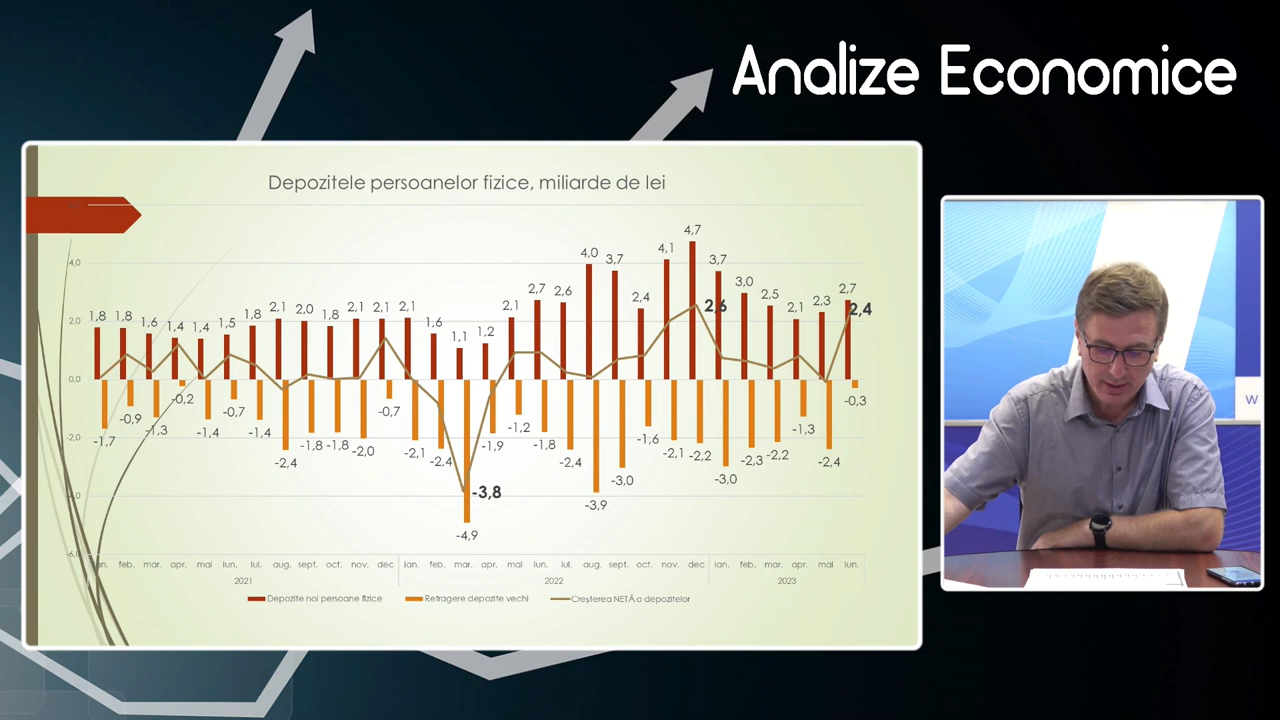 Analize Economice
Depozitele persoanelor fizice, miliarde de lei
4,0
2,0
0,0
-2,0
1,8 1,8 1,6 1,4 1,4 1,5 1,8 2,1 2,0 1,8 2,1 2,1 2,1 1,6 1,1 1,2 2,1 2,7 2,6 4,0 3,7 2,4 4,1 4,7 3,7 3,0 2,5 2,1 2,3 2,7
2,6 2,4
-1,7 -0,9 -1,3 -0,2 -1,4 -0,7 -1,4 -2,4 -1,8 -1,8 -2,0 -0,7 -2,1 -2,4 -4,9 -1,9 -1,2 -1,8 -2,4 -3,9 -3,0 -1,6 -2,1 -2,2 -3,0 -2,3 -2,2 -1,3 -2,4 -0,3
-3,8
feb. mar. apr. mai iun. iul. aug. sept. oct. nov. dec ian. feb. mar. apr. mai iun. iul. aug. sept. oct. nov. dec ian. feb. mar. apr. mai iun.
2021 2022 2023
Depozite noi persoane fizice Retragere depozite vechi Creșterea NETĂ a depozitelor
W